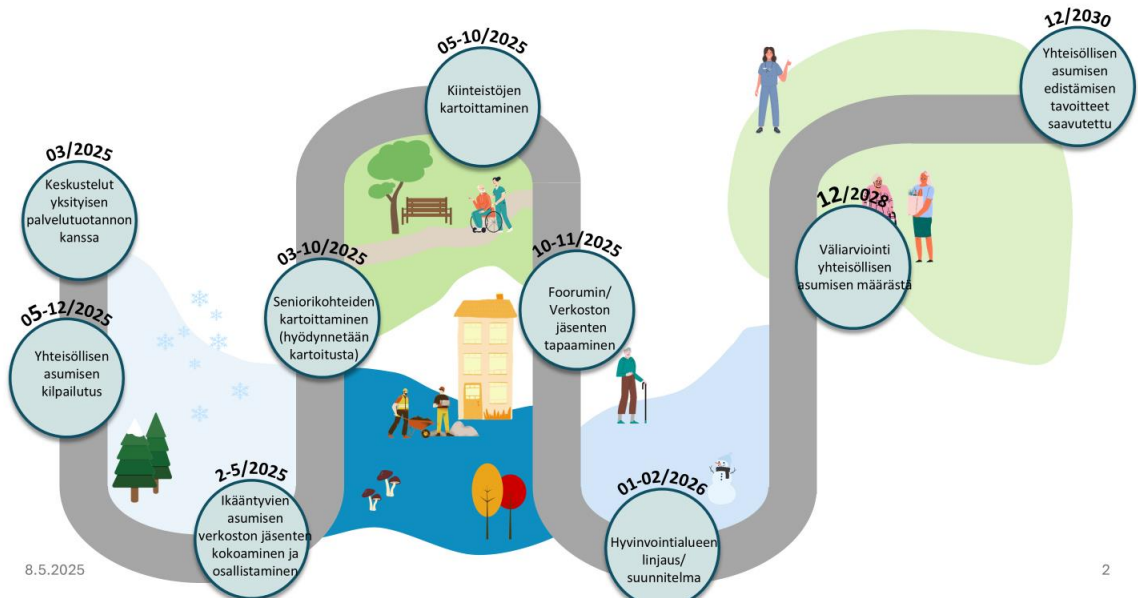 03/2025
Keskustelut
yksityisen
palvelutuotannon
kanssa
05-12/2025
Yhteisöllisen
asumisen
kilpailutus
2-5/2025
Ikääntyvien
asumisen
verkoston jäsenten
kokoaminen ja
osallistaminen
03-10/2025
Seniorikohteiden
kartoittaminen
(hyödynnetään
kartoitusta)
05-10/2025
Kiinteistöjen
kartoittaminen
10-11/2025
Foorumin/
Verkoston
jäsenten
tapaaminen
01-02/2026
Hyvinvointialueen
linjaus/
suunnitelma
12/2028
Väliarviointi
yhteisöllisen
asumisen määrästä
12/2030
Yhteisöllisen
asumisen
edistämisen
tavoitteet
saavutettu
8.5.2025
2